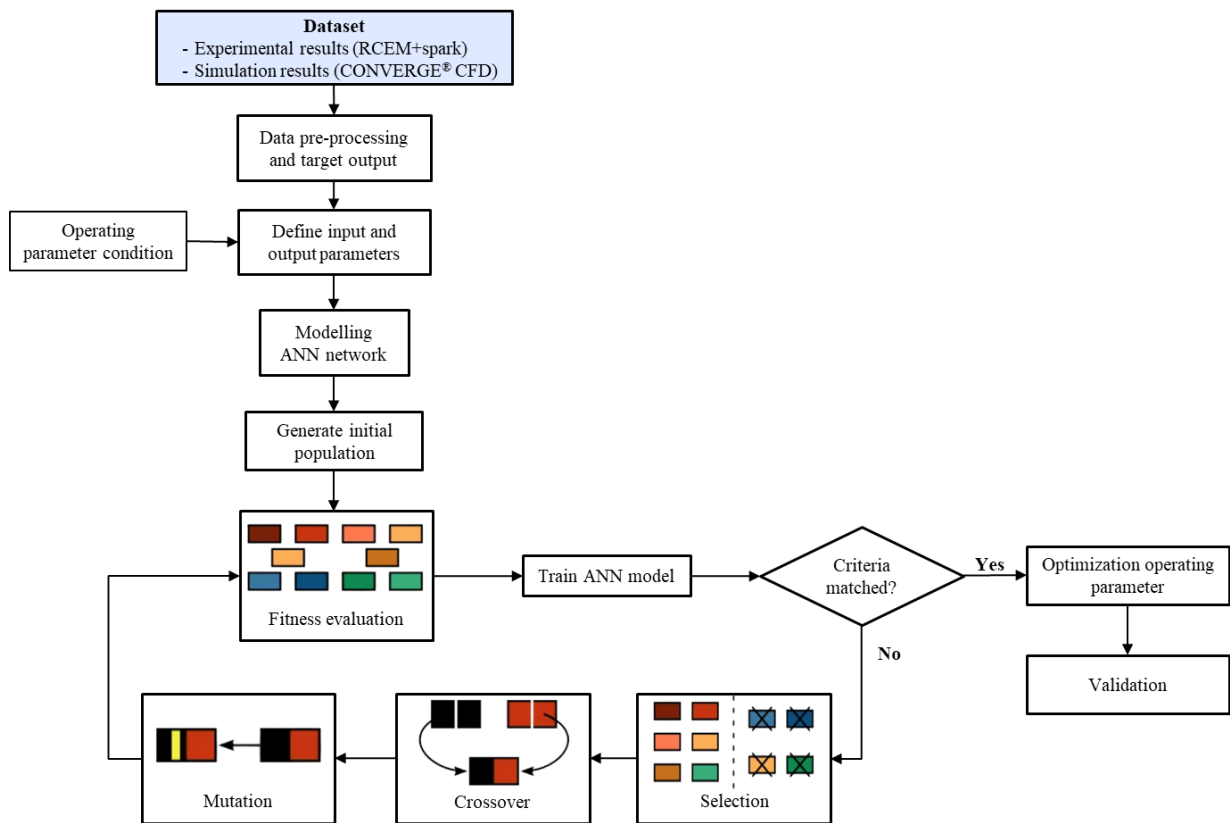 Dataset
- Experimental results (RCEM+spark)
- Simulation results (CONVERGE® CFD)
Data pre-processing
and target output
Operating
parameter condition
Define input and
output parameters
Modelling
ANN network
Generate initial
population
Fitness evaluation
Train ANN model
Criteria
matched?
Yes
Optimization operating
parameter
No
Validation
Mutation
Crossover
Selection